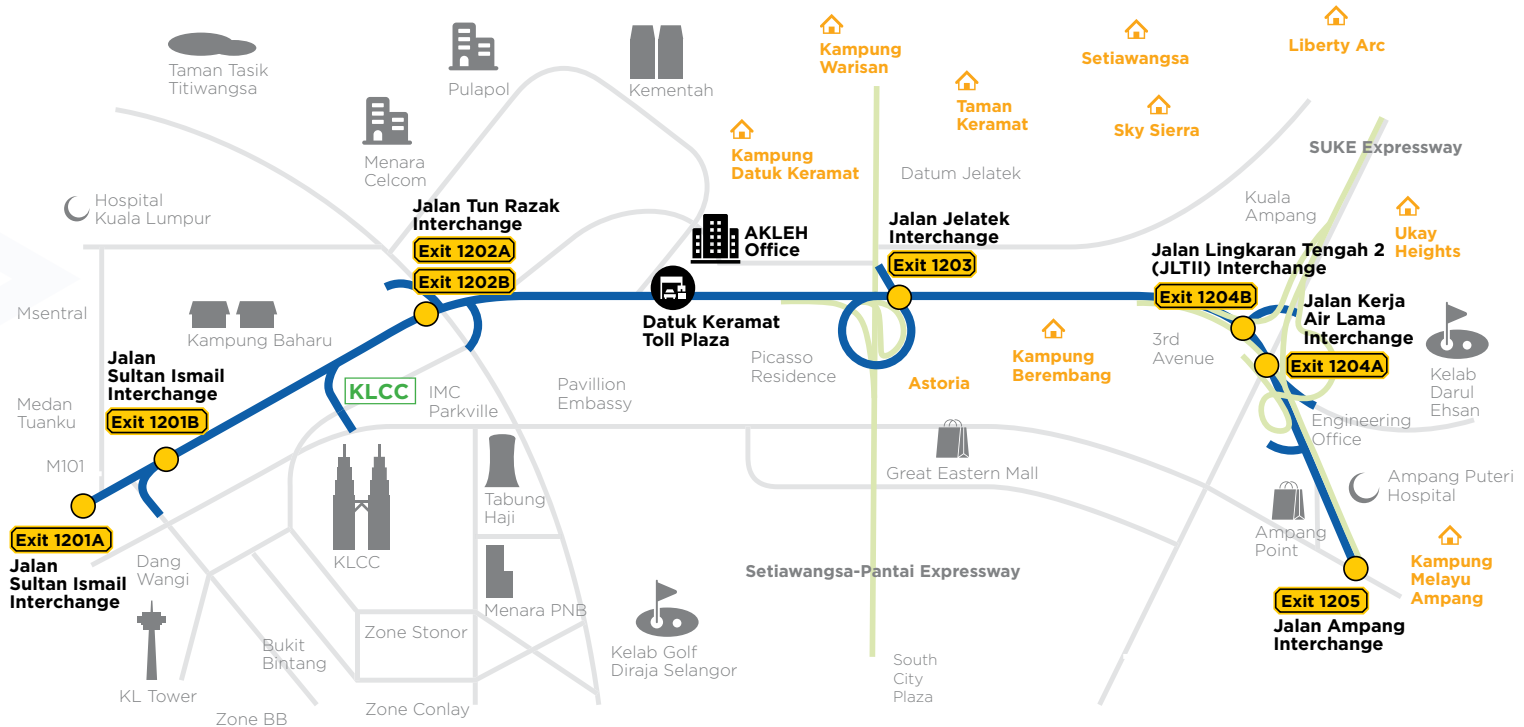 Taman Tasik
Titiwangsa
Pulapol
Kementah
Kampung
Warisan
Setiawangsa
Liberty Arc
Taman
Keramat
Sky Sierra
SUKE Expressway
Menara
Celcom
Kampung
Datuk Keramat
Datum Jelatek
Hospital
Kuala Lumpur
Jalan Tun Razak
Interchange
Exit 1202A
Exit 1202B
AKLEH
Office
Jalan Jelatek
Interchange
Exit 1203
Kuala
Ampang
Ukay
Heights
Jalan Lingkaran Tengah 2
(JLTII) Interchange
Exit 1204B
Jalan Kerja
Air Lama
Interchange
Exit 1204A
Msentral
Kampung Baharu
Datuk Keramat
Toll Plaza
Picasso
Residence
Astoria
Kampung
Berembang
3rd
Avenue
Kelab
Darul
Ehsan
Jalan
Sultan Ismail
Interchange
Exit 1201B
KLCC
IMC
Parkville
Pavillion
Embassy
Medan
Tuanku
Engineering
Office
M101
Great Eastern Mall
Ampang Puteri
Hospital
Tabung
Haji
Exit 1201A
Jalan
Sultan Ismail
Interchange
Dang
Wangi
KLCC
Ampang
Point
Setiawangsa-Pantai Expressway
Kampung
Melayu
Ampang
Exit 1205
Jalan Ampang
Interchange
Menara PNB
Zone Stonor
Bukit
Bintang
Kelab Golf
Diraja Selangor
South
City
Plaza
KL Tower
Zone Conlay
Zone BB